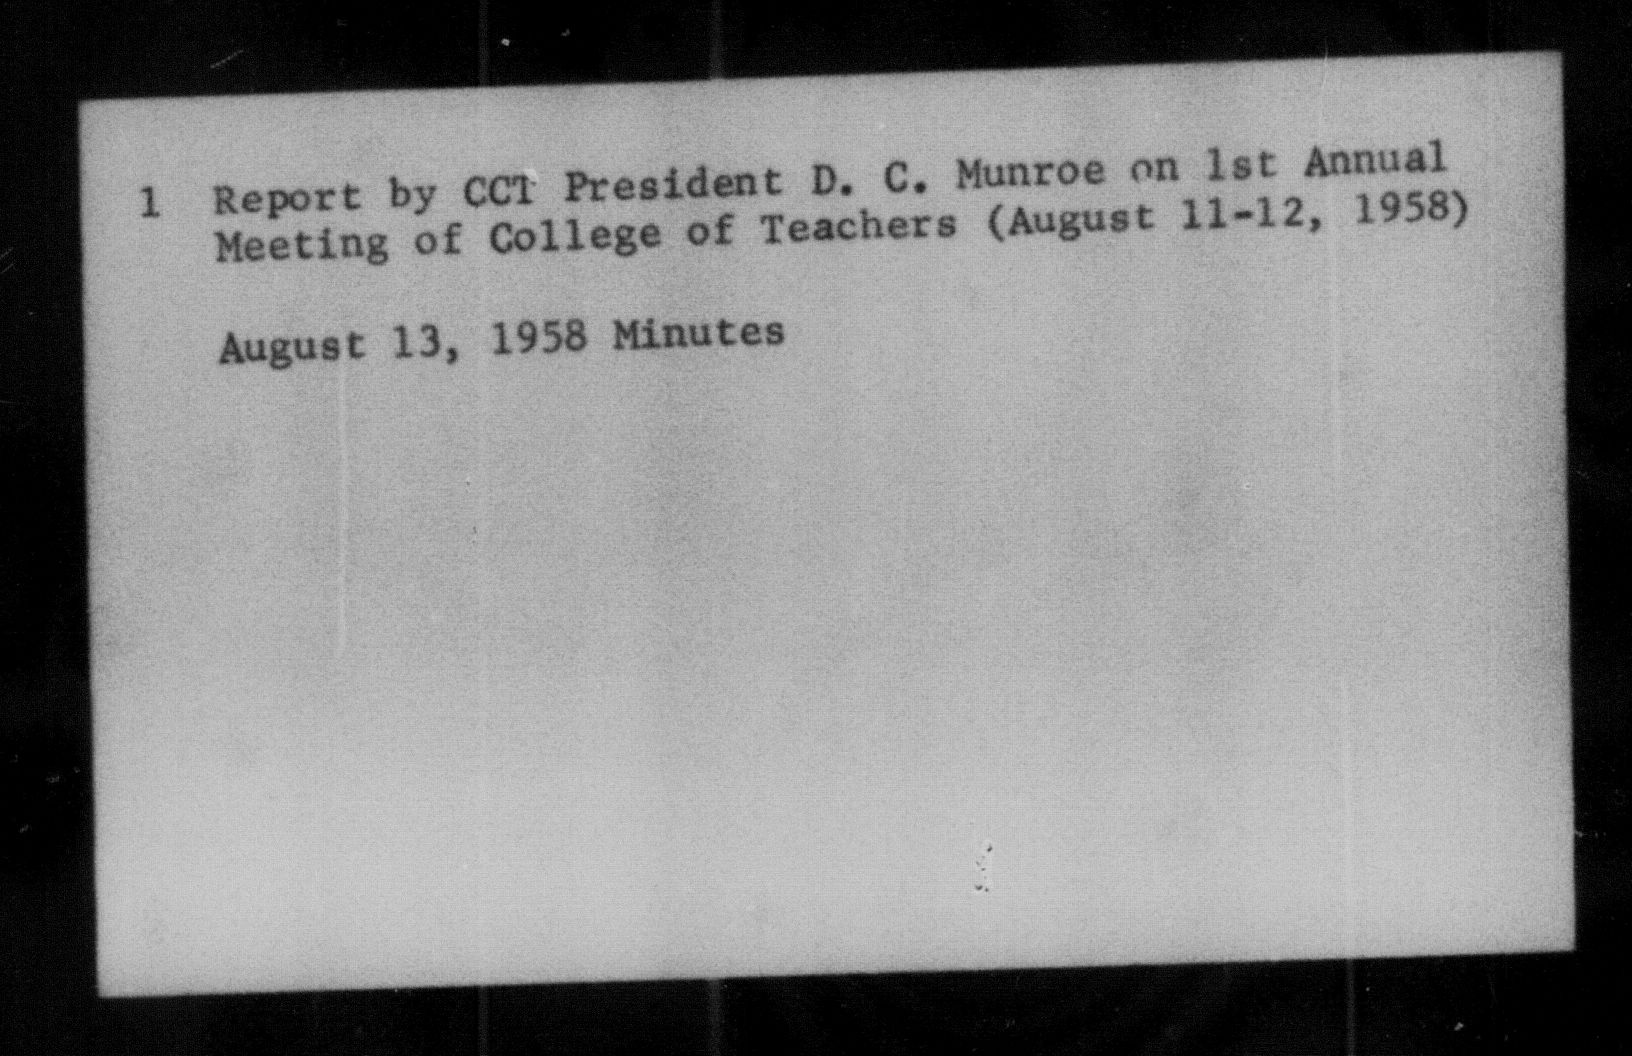 1 Report by CCT President D. C. Munroe on 1st Annual
Meeting of College of Teachers (August 11-12, 1958)
August 13, 1958 Minutes